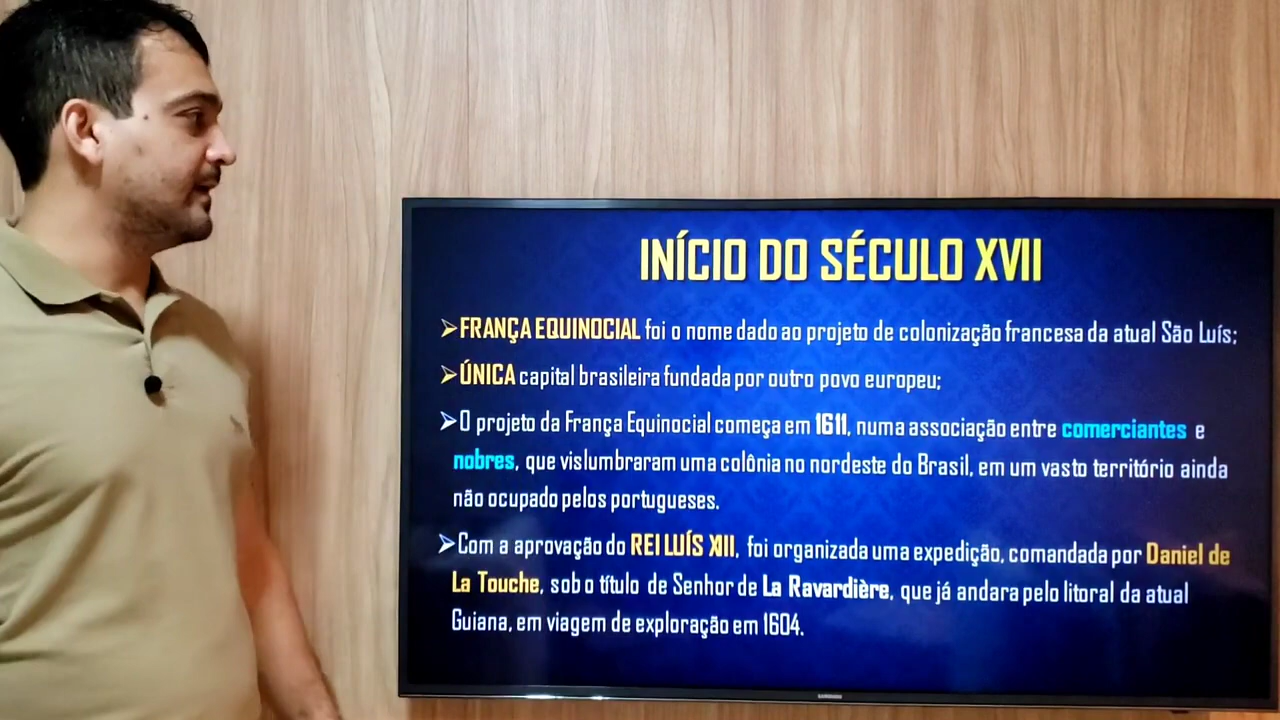 INÍCIO DO SÉCULO XVII
➢FRANÇA EQUINOCIAL foi o nome dado ao projeto de colonização francesa da atual São Luís;
➢ÚNICA capital brasileira fundada por outro povo europeu;
➢O projeto da França Equinocial começa em 1611, numa associação entre comerciantes e
nobres, que vislumbraram uma colônia no nordeste do Brasil, em um vasto território ainda
não ocupado pelos portugueses.
➢Com a aprovação do REI LUÍS XIII, foi organizada uma expedição, comandada por Daniel de
La Touche, sob o título de Senhor de La Ravardière, que já andara pelo litoral da atual
Guiana, em viagem de exploração em 1604.